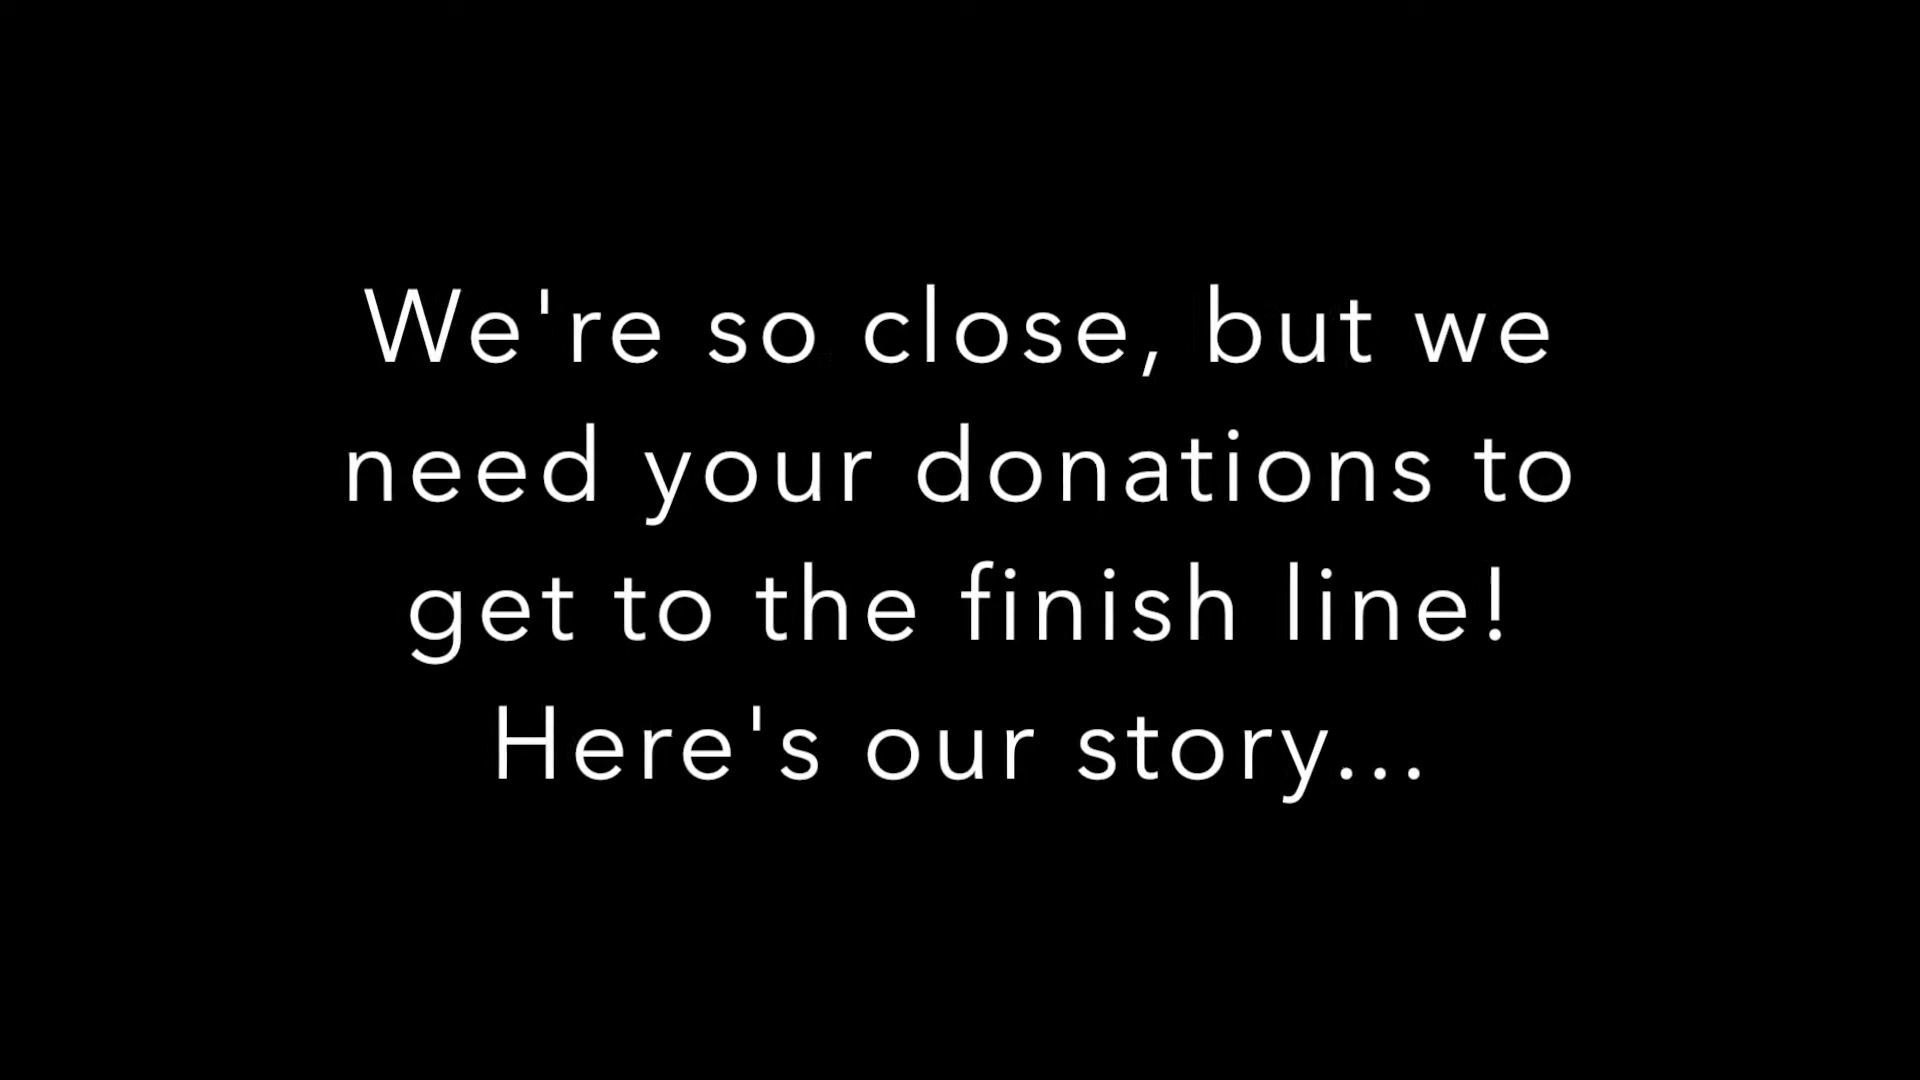 We're so close, but we
need your donations to
get to the finish line!
Here's our story...